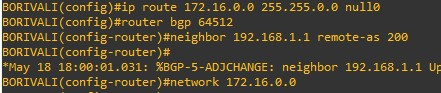 BORIVALI(config)#ip route 172.16.0.0 255.255.0.0 null0
BORIVALI(config)#router bgp 64512
BORIVALI(config-router)#neighbor 192.168.1.1 remote-as 200
BORIVALI(config-router)#
*May 18 18:00:01.031: %BGP-5-ADJCHANGE: neighbor 192.168.1.1 Up
BORIVALI(config-router)#network 172.16.0.0